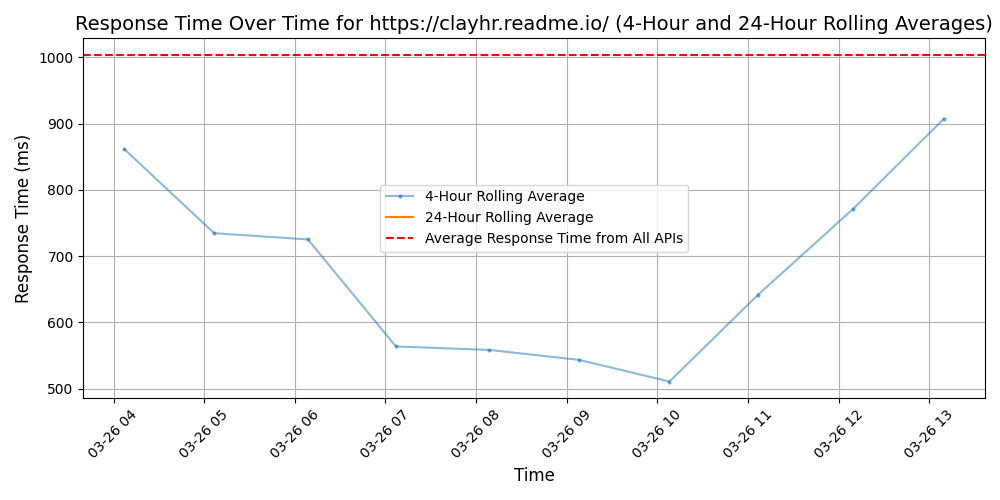 Response Time Over Time for https://clayhr.readme.io/ (4-Hour and 24-Hour Rolling Averages)
Response Time (ms)
1000
900
800
700
600
500
4-Hour Rolling Average
24-Hour Rolling Average
Average Response Time from All APIs
03-26 04
03-26 05
03-26 06
03-26 07
03-26 08
03-26 09
03-26 10
03-26 11
03-26 12
03-26 13
Time